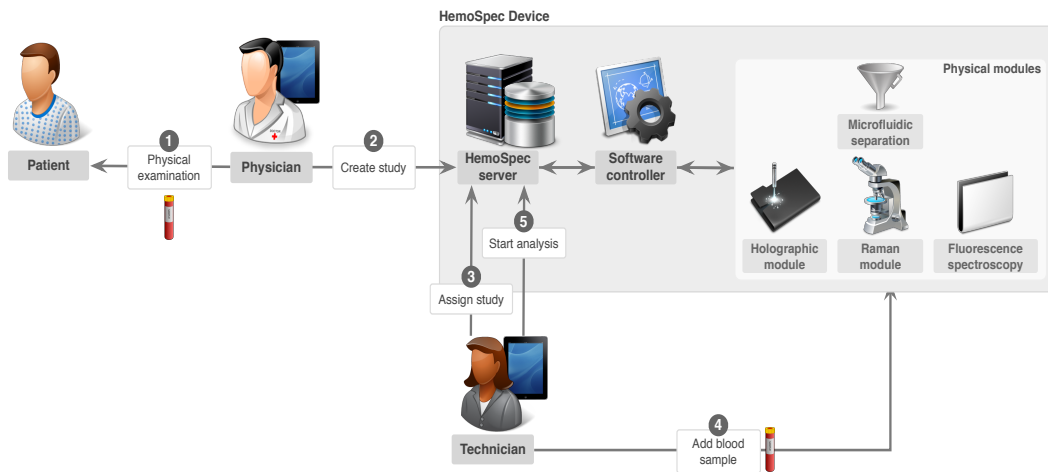 HemoSpec Device
Physical modules
Microfluidic
separation
1
Physical
examination
2
Create study
Patient
Physician
HemoSpec
server
Software
controller
5
Start analysis
Holographic
module
Raman
module
Fluorescence
spectroscopy
3
Assign study
4
Add blood
sample
Technician